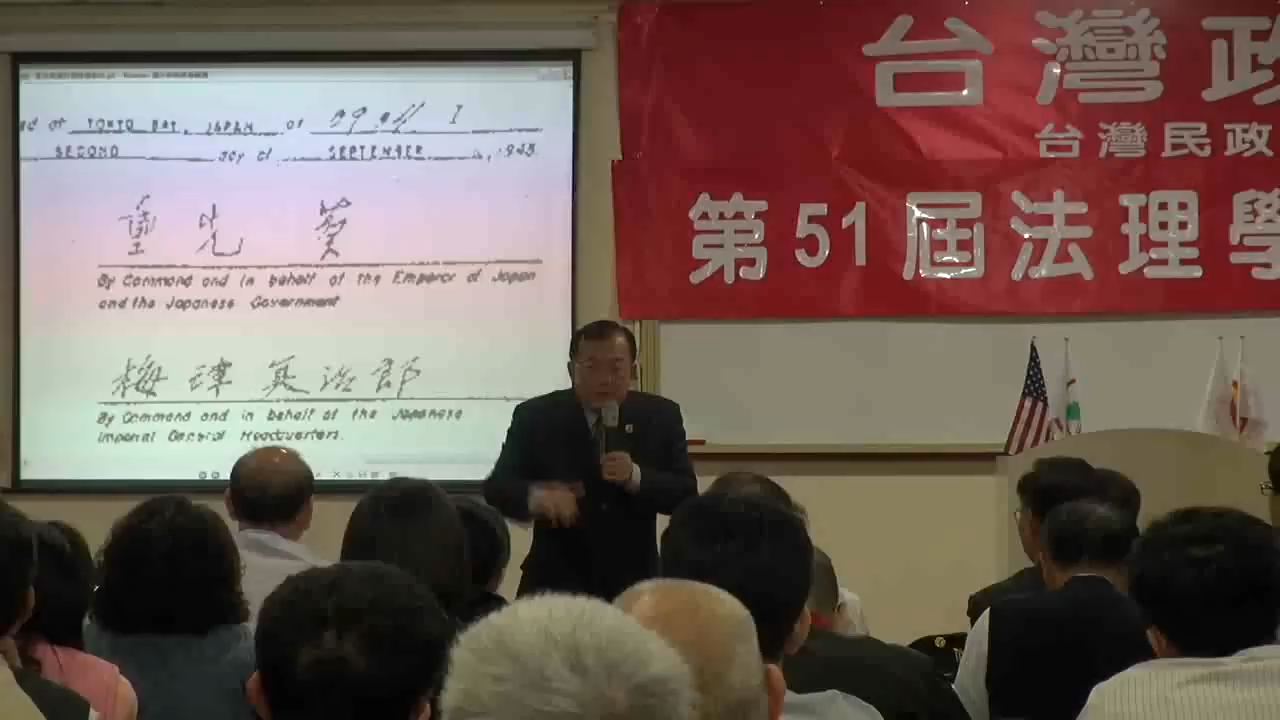 ed at TOKYO BAY, JAPAN at 0904 I
SECOND day of SEPTEMBER, 1945
重光 葵
By Command and in behalf of the Emperor of Japan
and the Japanese Government
梅津美治郎
By Command and in behalf of the Japanese
Imperial General Headquarters.
台灣政
台灣民政
第51屆法理學